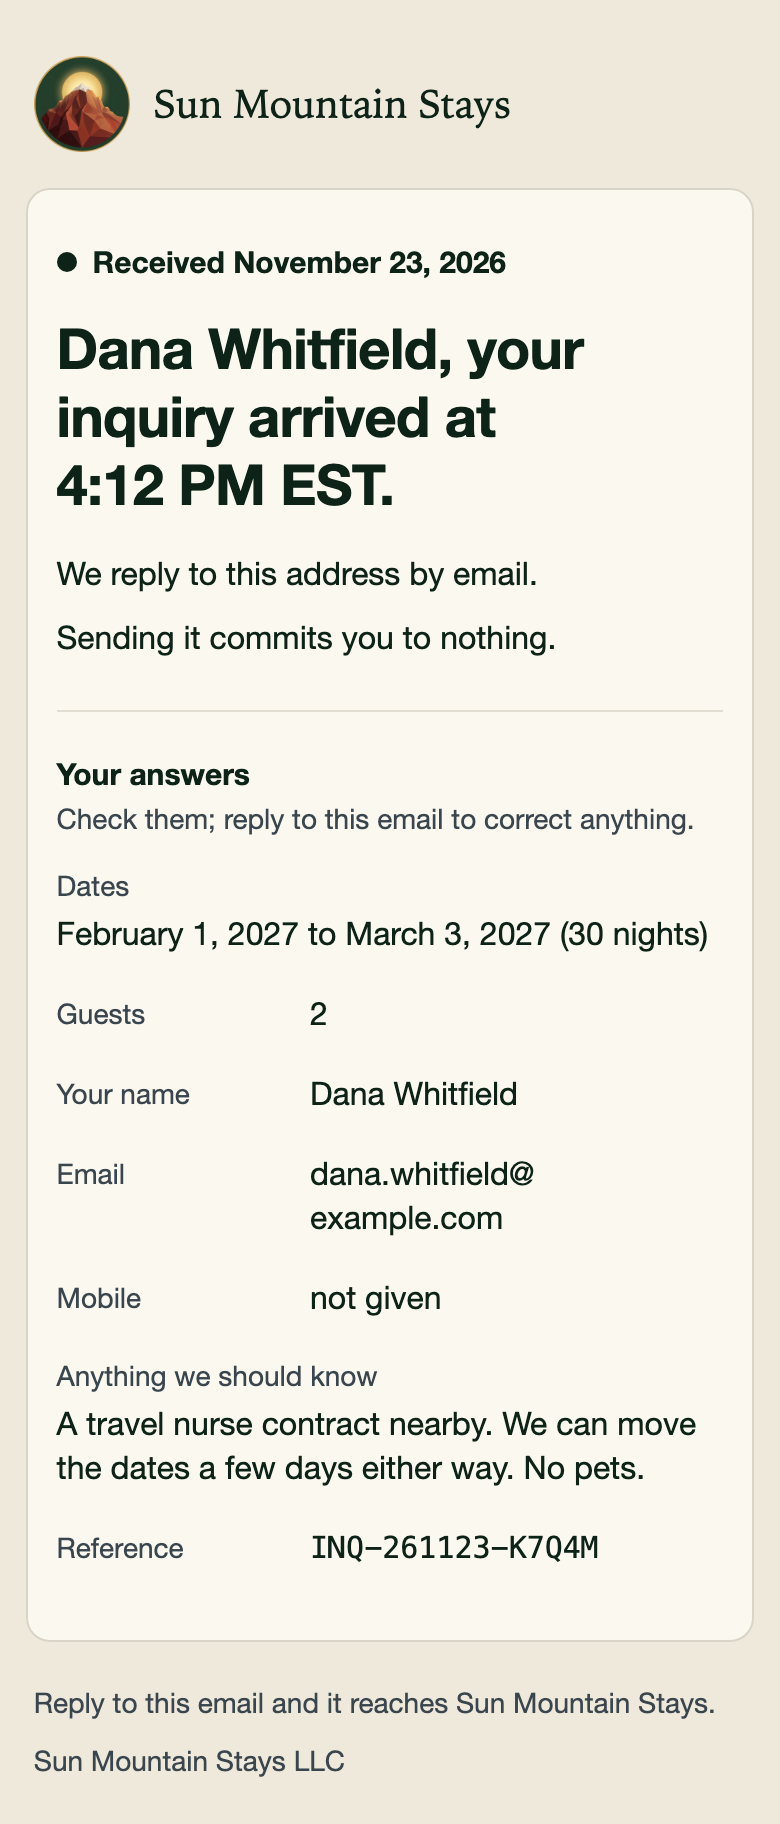 Sun Mountain Stays
Received November 23, 2026
Dana Whitfield, your
inquiry arrived at
4:12 PM EST.
We reply to this address by email.
Sending it commits you to nothing.
Your answers
Check them; reply to this email to correct anything.
Dates
February 1, 2027 to March 3, 2027 (30 nights)
Guests 2
Your name Dana Whitfield
Email dana.whitfield@
example.com
Mobile not given
Anything we should know
A travel nurse contract nearby. We can move
the dates a few days either way. No pets.
Reference INQ-261123-K7Q4M
Reply to this email and it reaches Sun Mountain Stays.
Sun Mountain Stays LLC